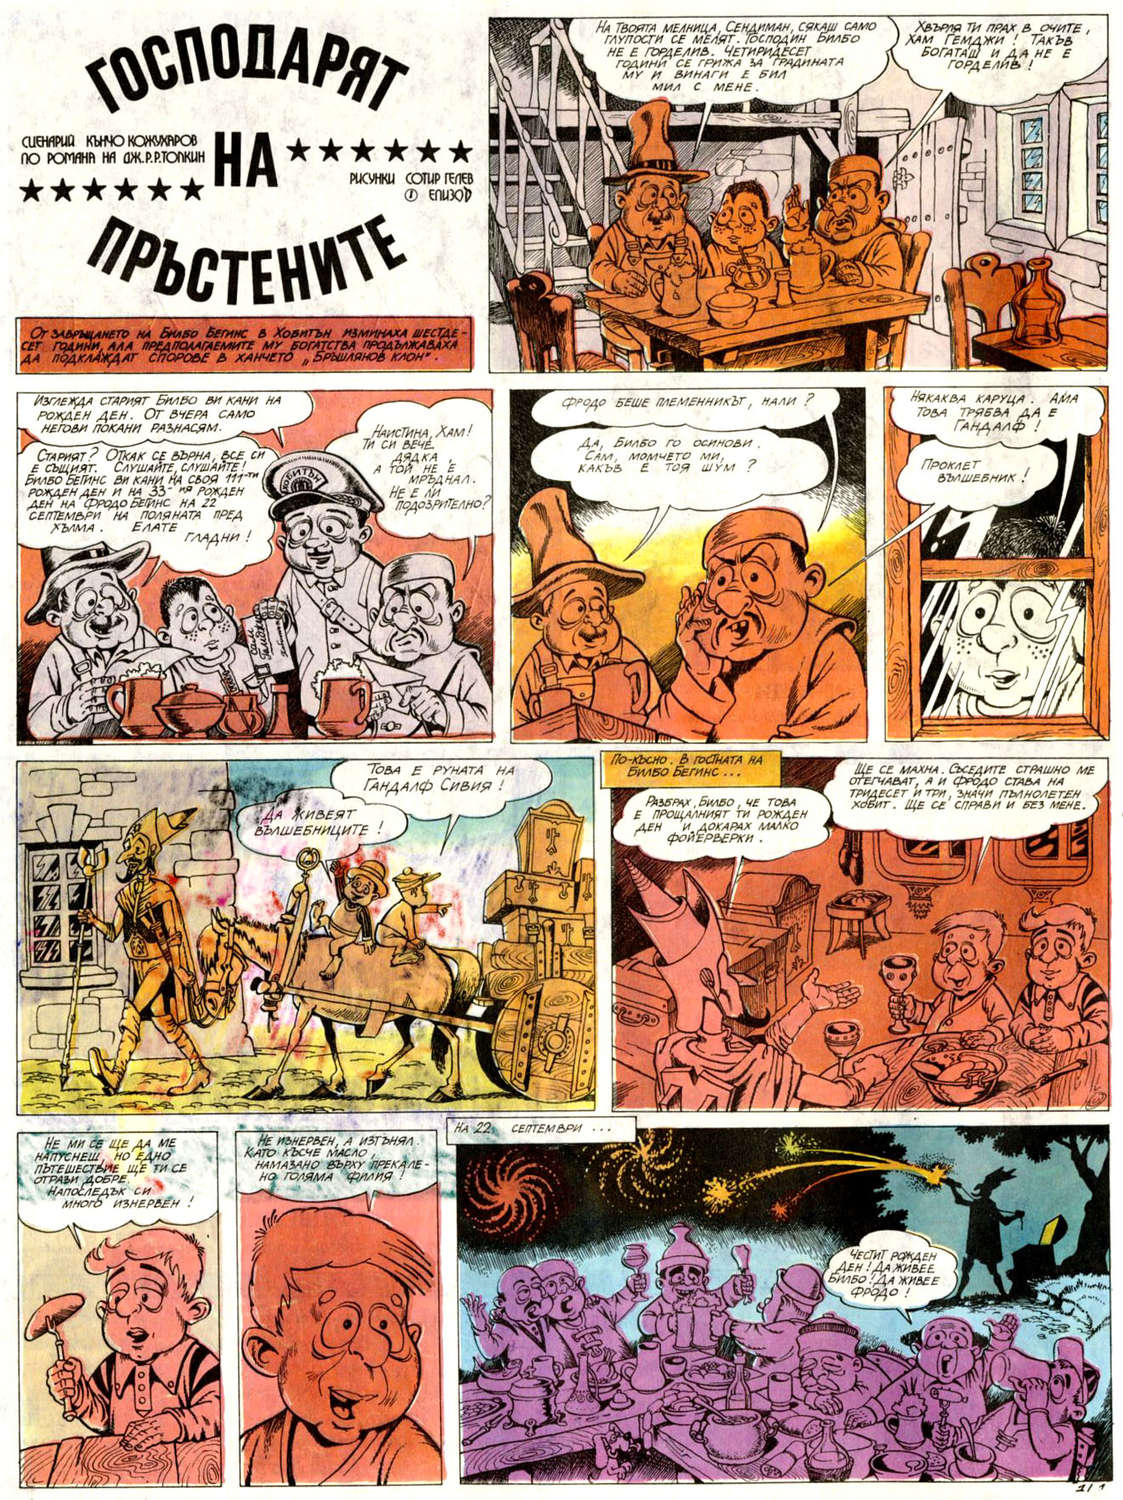 ГОСПОДАРЯТ
НА
ПРЪСТЕНИТЕ
СЦЕНАРИЙ КЪНЧО КОЖУХАРОВ
ПО РОМАНА НА ДЖ.Р.Р.ТОЛКИН
РИСУНКИ СОТИР ГЕЛЕВ
ЕЛИЗОД
ОТ ЗАВРЪЩАНЕТО НА БИЛБО БЕГИНС В ХОБИТЪН ИЗМИНАХА ШЕСТДЕ-
СЕТ ГОДИНИ, АЛА ПРЕДПОЛАГАЕМИТЕ МУ БОГАТСТВА ПРОДЪЛЖАВАХА
ДА ПОДКЛАЖДАТ СПОРОВЕ В ХАНЧЕТО „БРЪШЛЯНОВ КЛОН".
НА ТВОЯТА МЕЛНИЦА, СЕНДИМАН, СЯКАШ САМО
ГЛУПОСТИ СЕ МЕЛЯТ. ГОСПОДИН БИЛБО
НЕ Е ГОРДЕЛИВ. ЧЕТИРИДЕСЕТ
ГОДИНИ СЕ ГРИЖА ЗА ГРАДИНАТА
МУ И ВИНАГИ Е БИЛ
МИЛ С МЕНЕ.
ХВЪРЛЯ ТИ ПРАХ В ОЧИТЕ,
ХАМ ГЕМДЖИ! ТАКЪВ
БОГАТАШ И ДА НЕ Е
ГОРДЕЛИВ!
ИЗГЛЕЖДА СТАРИЯТ БИЛБО ВИ КАНИ НА
РОЖДЕН ДЕН. ОТ ВЧЕРА САМО
НЕГОВИ ПОКАНИ РАЗНАСЯМ.
СТАРИЯТ? ОТКАК СЕ ВЪРНА, ВСЕ СИ
Е СЪЩИЯТ. СЛУШАЙТЕ, СЛУШАЙТЕ!
БИЛБО БЕГИНС ВИ КАНИ НА СВОЯ 111-ТИ
РОЖДЕН ДЕН И НА 33-ИЯ РОЖДЕН
ДЕН НА ФРОДО БЕГИНС НА 22
СЕПТЕМВРИ НА ПОЛЯНАТА ПРЕД
ХЪЛМА. ЕЛАТЕ
ГЛАДНИ!
НАИСТИНА, ХАМ!
ТИ СИ ВЕЧЕ
ДЯДКА,
А ТОЙ НЕ Е
МРЪДНАЛ.
НЕ Е ЛИ
ПОДОЗРИТЕЛНО?
ХОБИТЪН
ФРОДО БЕШЕ ПЛЕМЕННИКЪТ, НАЛИ?
ДА, БИЛБО ГО ОСИНОВИ.
САМ, МОМЧЕТО МИ,
КАКЪВ Е ТОЯ ШУМ?
НЯКАКВА КАРУЦА. АМА
ТОВА ТРЯБВА ДА Е
ГАНДАЛФ!
ПРОКЛЕТ
ВЪЛШЕБНИК!
ТОВА Е РУНАТА НА
ГАНДАЛФ СИВИЯ!
ДА ЖИВЕЯТ
ВЪЛШЕБНИЦИТЕ!
ПО-КЪСНО. В ГОСТНАТА НА
БИЛБО БЕГИНС...
РАЗБРАХ, БИЛБО, ЧЕ ТОВА
Е ПРОЩАЛНИЯТ ТИ РОЖДЕН
ДЕН И ДОКАРАХ МАЛКО
ФОЙЕРВЕРКИ.
ЩЕ СЕ МАХНА. СЪСЕДИТЕ СТРАШНО МЕ
ОТЕГЧАВАТ, А И ФРОДО СТАВА НА
ТРИДЕСЕТ И ТРИ, ЗНАЧИ ПЪЛНОЛЕТЕН
ХОБИТ. ЩЕ СЕ СПРАВИ И БЕЗ МЕНЕ.
НЕ МИ СЕ ЩЕ ДА МЕ
НАПУСНЕШ, НО ЕДНО
ПЪТЕШЕСТВИЕ ЩЕ ТИ СЕ
ОТРАЗИ ДОБРЕ.
НАПОСЛЕДЪК СИ
МНОГО ИЗНЕРВЕН!
НЕ ИЗНЕРВЕН, А ИЗТЪНЯЛ.
КАТО КЪСЧЕ МАСЛО,
НАМАЗАНО ВЪРХУ ПРЕКАЛЕ-
НО ГОЛЯМА ФИЛИЯ!
НА 22. СЕПТЕМВРИ ...
ЧЕСТИТ РОЖДЕН
ДЕН! ДА ЖИВЕЕ
БИЛБО! ДА ЖИВЕЕ
ФРОДО!
1/1